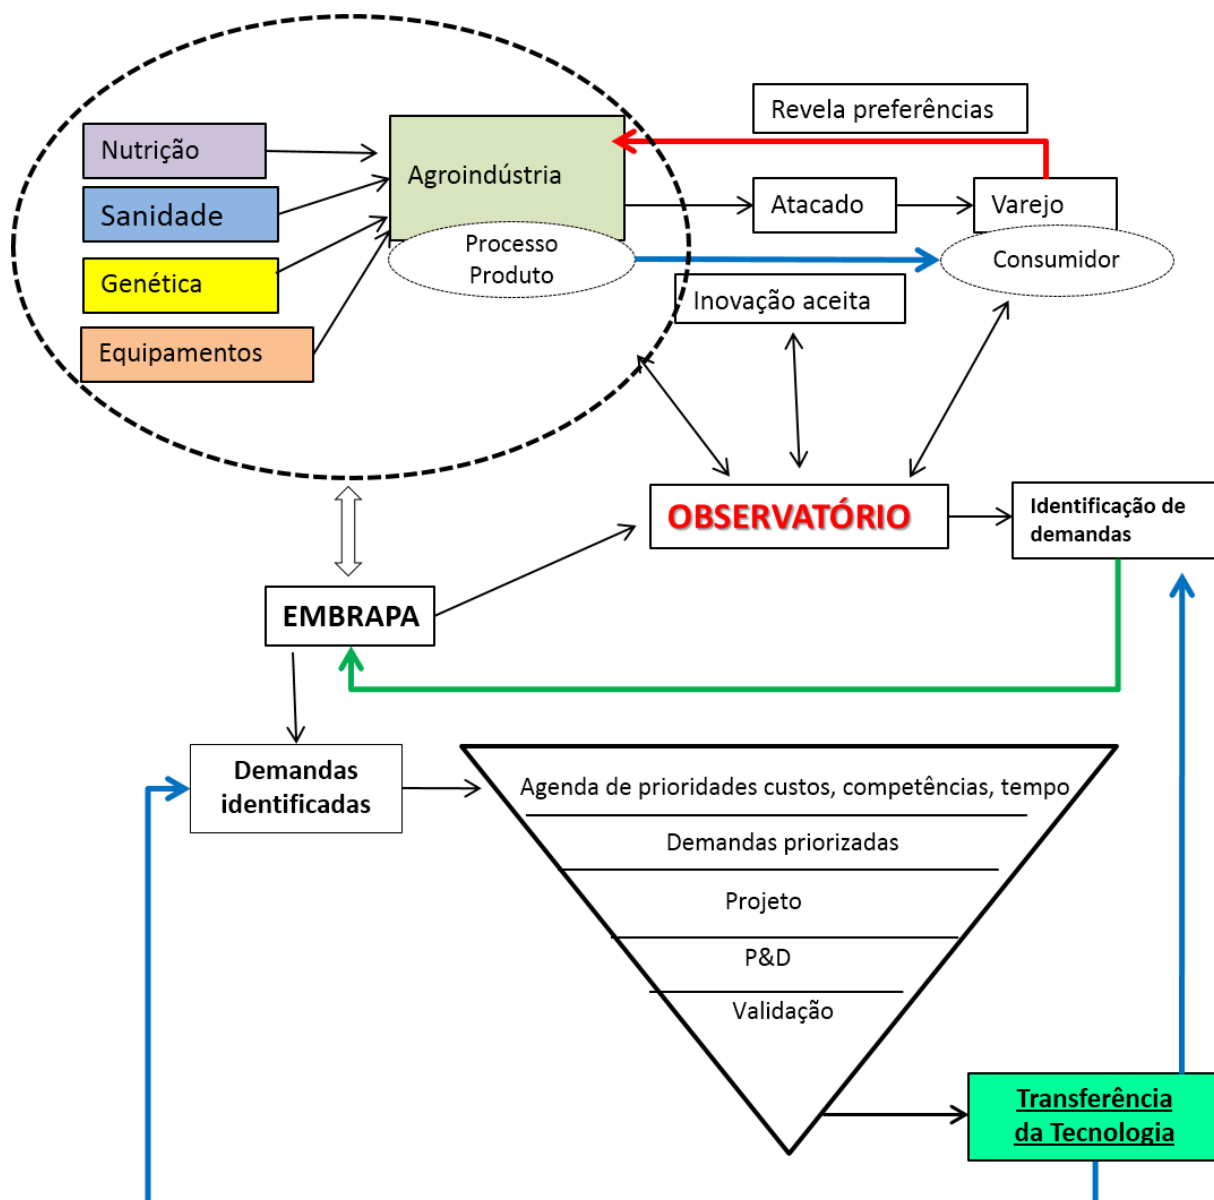 Revela preferências
Nutrição
Sanidade
Genética
Equipamentos
Agroindústria
Processo
Produto
Atacado
Varejo
Consumidor
Inovação aceita
OBSERVATÓRIO
Identificação de
demandas
EMBRAPA
Demandas
identificadas
Agenda de prioridades custos, competências, tempo
Demandas priorizadas
Projeto
P&D
Validação
Transferência
da Tecnologia